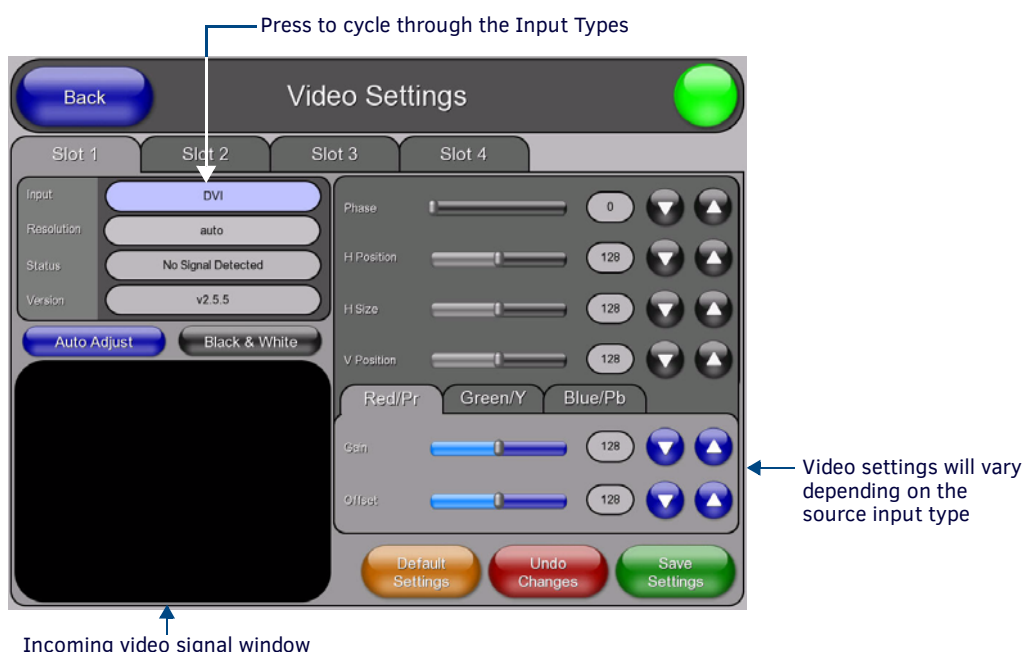 Press to cycle through the Input Types
Back
Video Settings
Slot 1
Slot 2
Slot 3
Slot 4
Input
DVI
Resolution
auto
Status
No Signal Detected
Version
v2.5.5
Auto Adjust
Black & White
Phase
0
H Position
128
H Size
128
V Position
128
Red/Pr
Green/Y
Blue/Pb
Gain
128
Offset
128
Video settings will vary
depending on the
source input type
Default
Settings
Undo
Changes
Save
Settings
Incoming video signal window